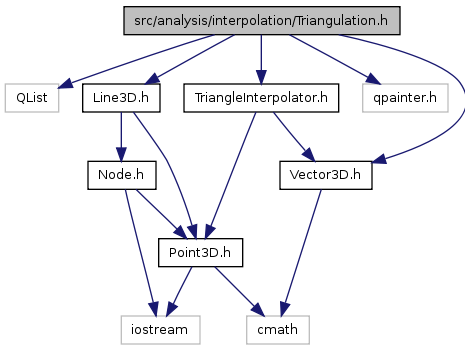 src/analysis/interpolation/Triangulation.h
QList
Line3D.h
TriangleInterpolator.h
qpainter.h
Node.h
Vector3D.h
Point3D.h
iostream
cmath